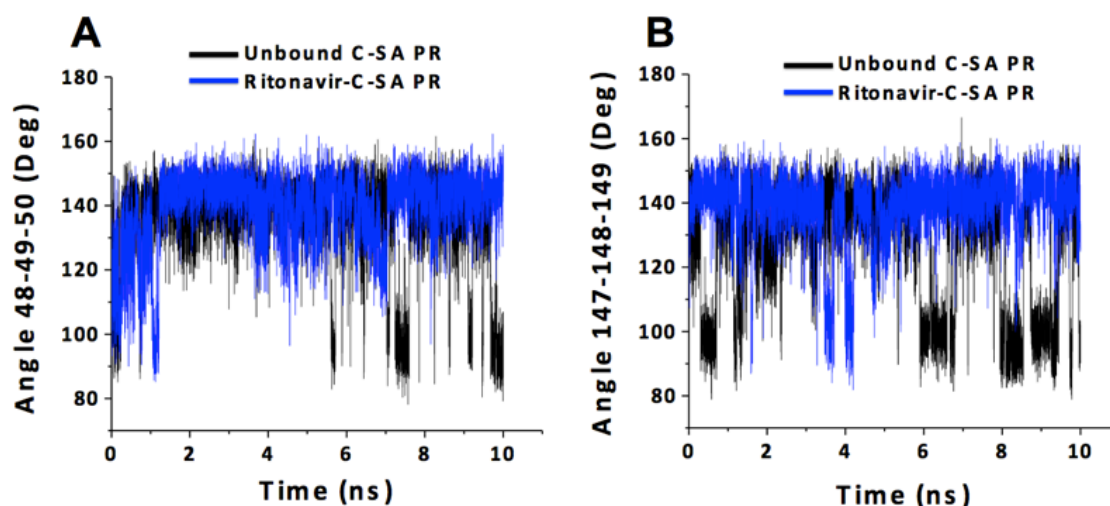 A
Unbound C-SA PR
Ritonavir-C-SA PR
Angle 48-49-50 (Deg)
180
160
140
120
100
80
0 2 4 6 8 10
Time (ns)
B
Unbound C-SA PR
Ritonavir-C-SA PR
Angle 147-148-149 (Deg)
180
160
140
120
100
80
0 2 4 6 8 10
Time (ns)